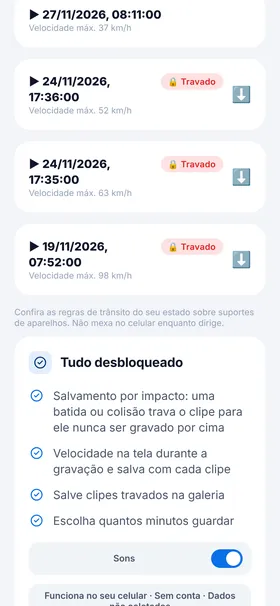 ▶ 27/11/2026, 08:11:00
Velocidade máx. 37 km/h
▶ 24/11/2026,
17:36:00
🔒 Travado
Velocidade máx. 52 km/h
▶ 24/11/2026,
17:35:00
🔒 Travado
Velocidade máx. 63 km/h
▶ 19/11/2026,
07:52:00
🔒 Travado
Velocidade máx. 98 km/h
Confira as regras de trânsito do seu estado sobre suportes
de aparelhos. Não mexa no celular enquanto dirige.
Tudo desbloqueado
Salvamento por impacto: uma
batida ou colisão trava o clipe para
ele nunca ser gravado por cima
Velocidade na tela durante a
gravação e salva com cada clipe
Salve clipes travados na galeria
Escolha quantos minutos guardar
Sons
Funciona no seu celular · Sem conta · Dados
não coletados